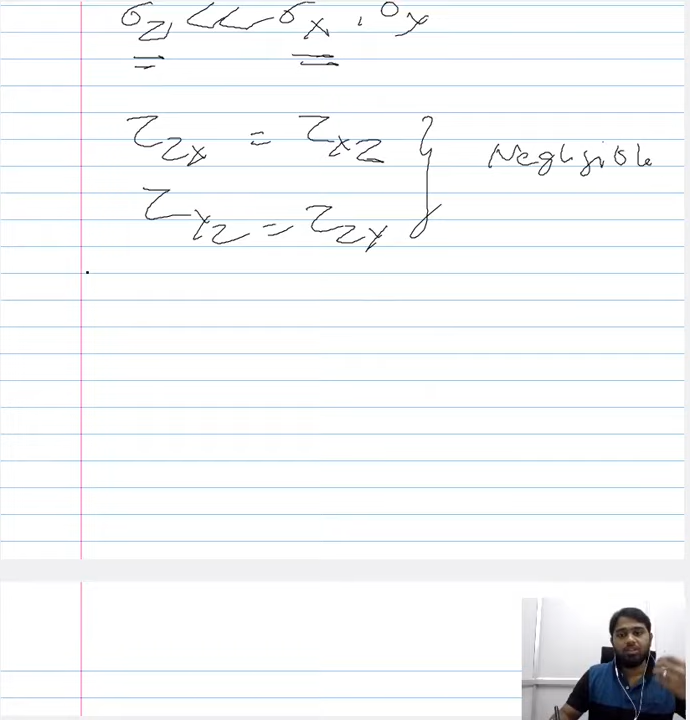 σz << σx , σy
τzx = τxz } Negligible
τyz = τzy